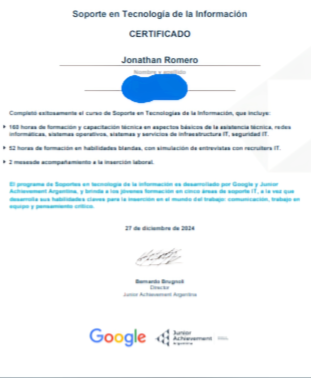 Soporte en Tecnología de la Información
CERTIFICADO
Jonathan Romero
Nombre y apellido
Completó exitosamente el curso de Soporte en Tecnologías de la Información, que incluye:
160 horas de formación y capacitación técnica en aspectos básicos de la asistencia técnica, redes
informáticas, sistemas operativos, sistemas y servicios de infraestructura IT, seguridad IT.
52 horas de formación en habilidades blandas, con simulación de entrevistas con recruiters IT.
2 meses de acompañamiento a la inserción laboral.
El programa de Soportes en tecnología de la información es desarrollado por Google y Junior
Achievement Argentina, y brinda a los jóvenes formación en cinco áreas de soporte IT, a la vez que
desarrolla sus habilidades claves para la inserción en el mundo del trabajo: comunicación, trabajo en
equipo y pensamiento crítico.
27 de diciembre de 2024
Bernardo Brugnoli
Director
Junior Achievement Argentina
Google
Junior
Achievement
Argentina